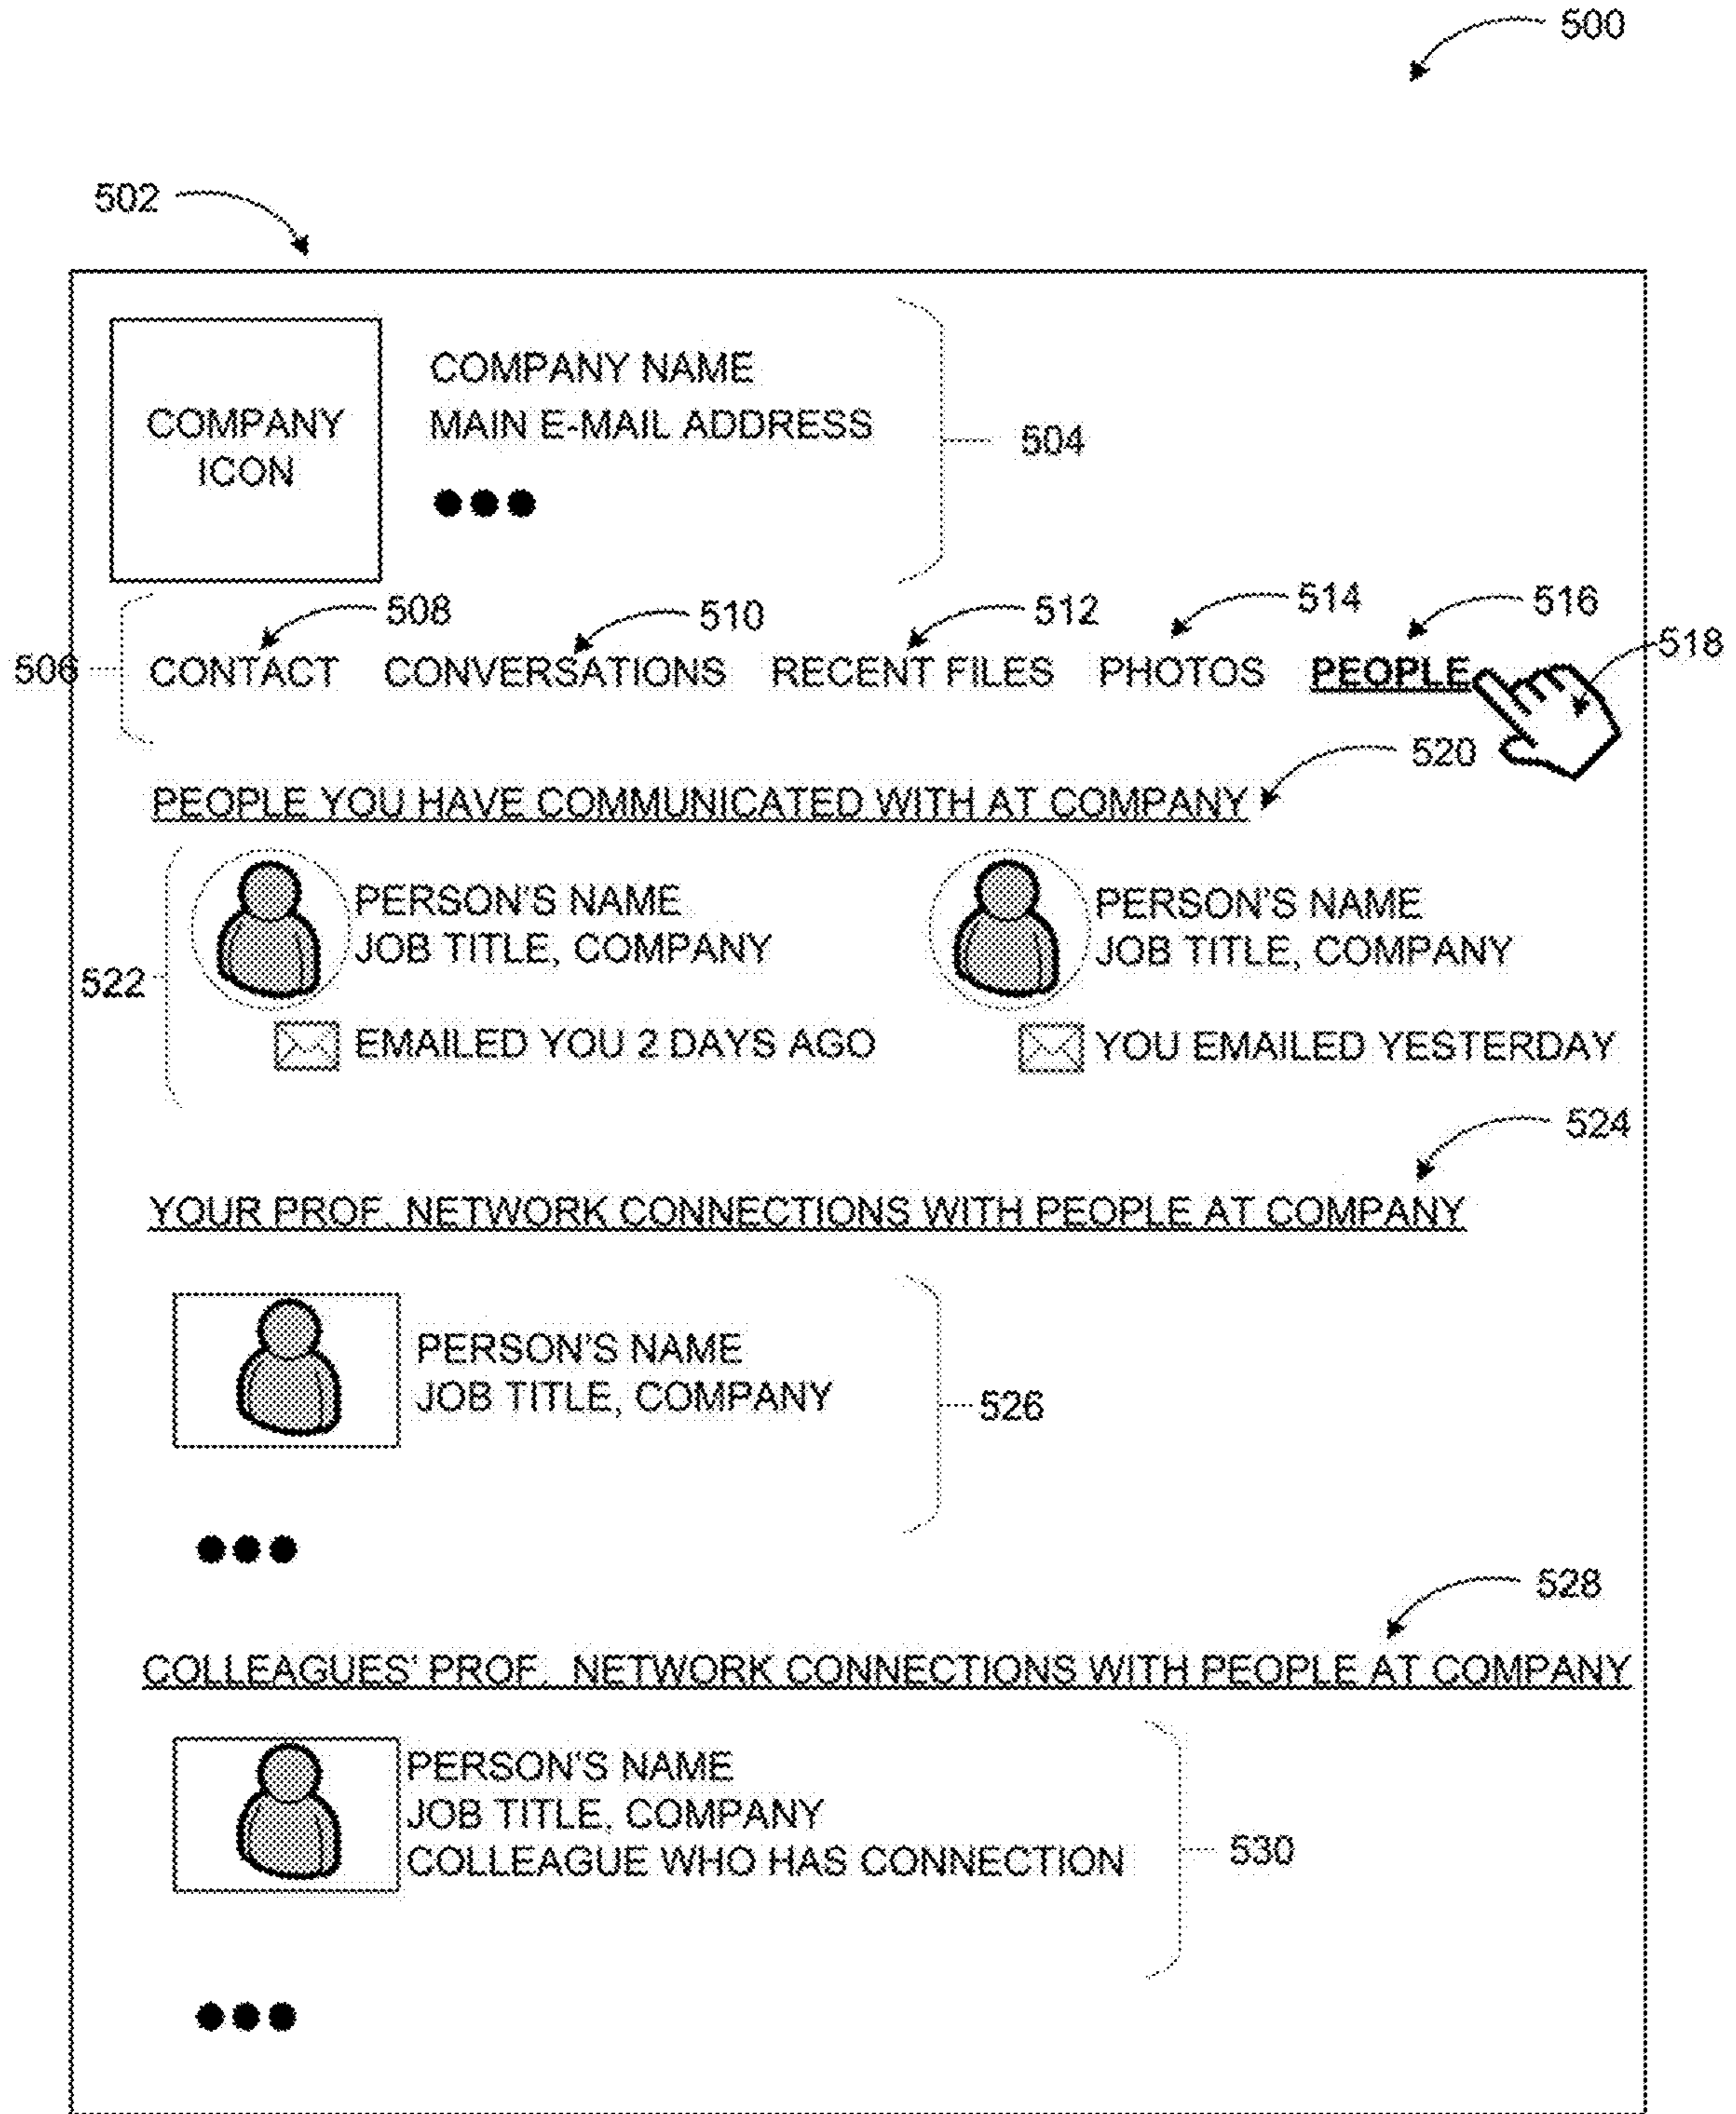 500
502
COMPANY ICON
COMPANY NAME
MAIN E-MAIL ADDRESS
504
506
508
510
512
514
516
518
CONTACT CONVERSATIONS RECENT FILES PHOTOS PEOPLE
520
PEOPLE YOU HAVE COMMUNICATED WITH AT COMPANY
522
PERSON'S NAME
JOB TITLE, COMPANY
EMAILED YOU 2 DAYS AGO
PERSON'S NAME
JOB TITLE, COMPANY
YOU EMAILED YESTERDAY
524
YOUR PROF. NETWORK CONNECTIONS WITH PEOPLE AT COMPANY
PERSON'S NAME
JOB TITLE, COMPANY
526
528
COLLEAGUES' PROF. NETWORK CONNECTIONS WITH PEOPLE AT COMPANY
PERSON'S NAME
JOB TITLE, COMPANY
COLLEAGUE WHO HAS CONNECTION
530